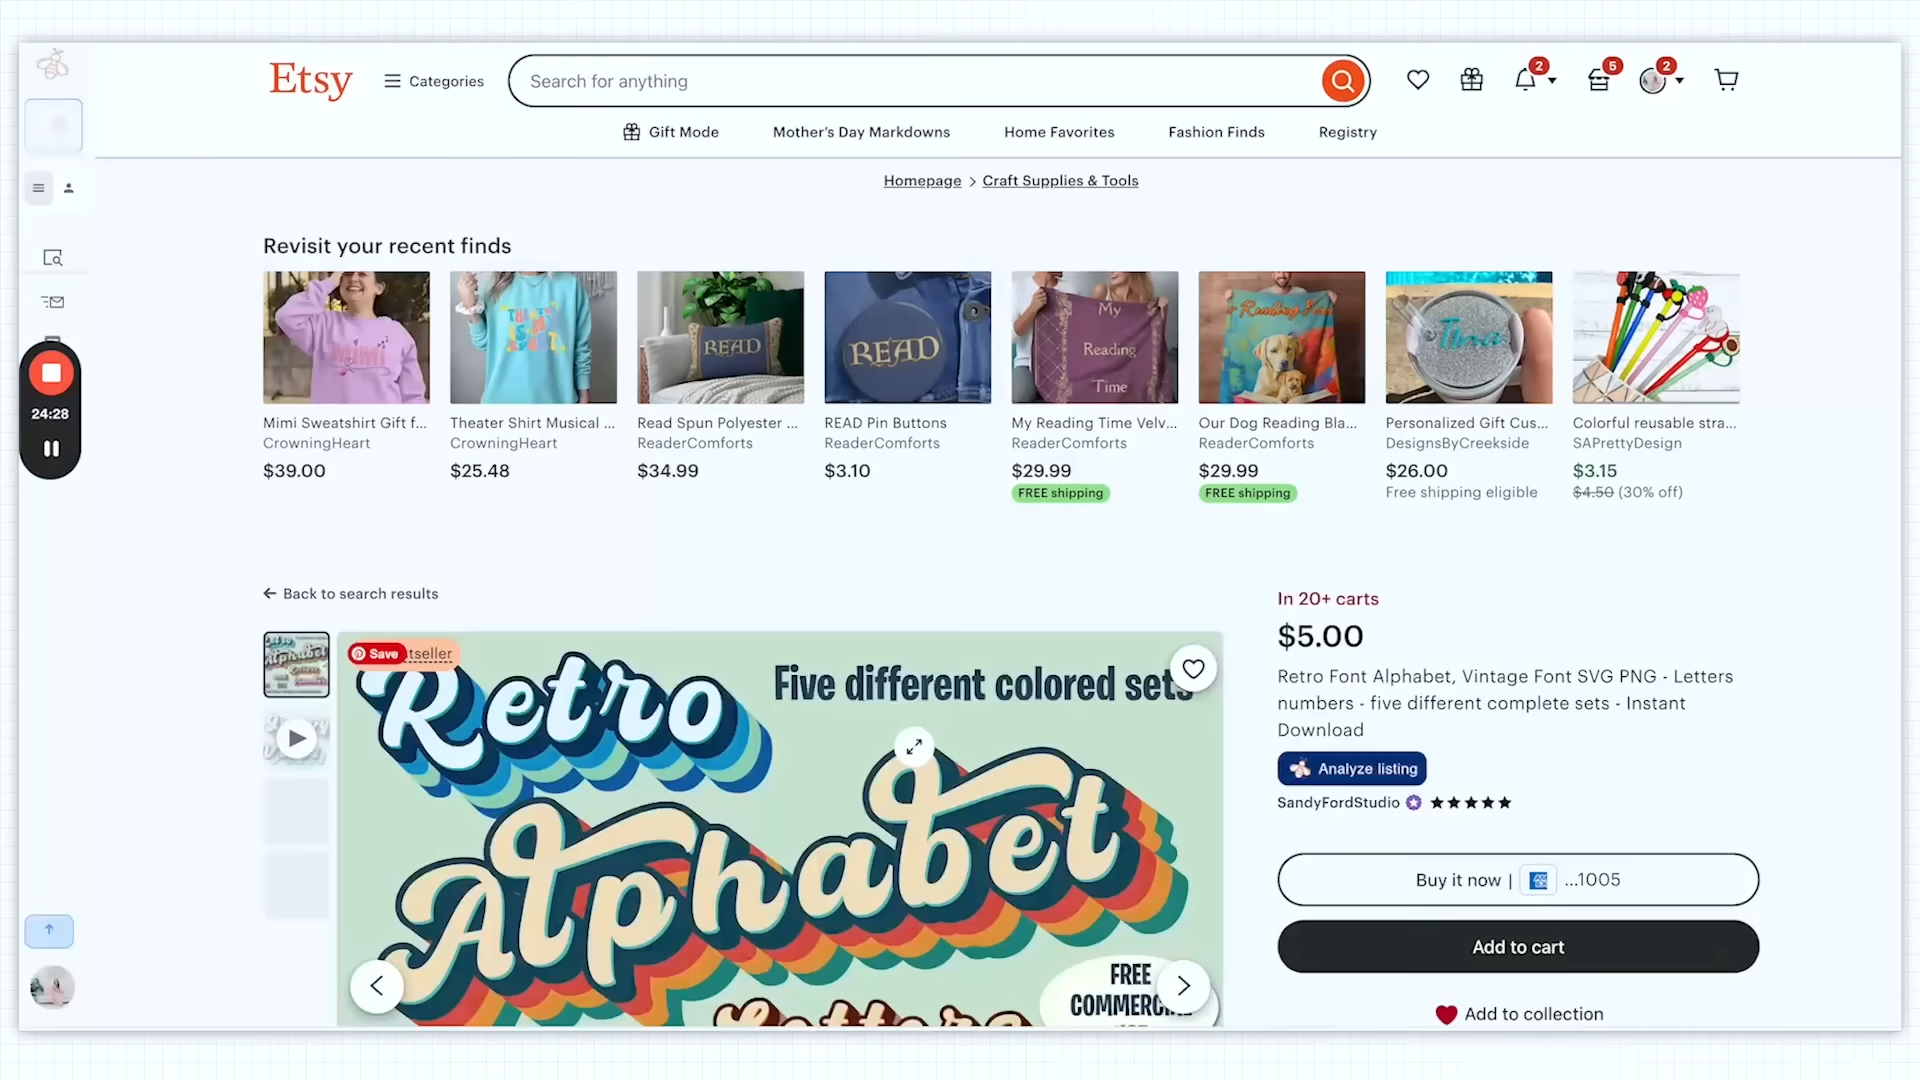 Etsy
Categories
Search for anything
2
5
2
Gift Mode
Mother's Day Markdowns
Home Favorites
Fashion Finds
Registry
Homepage > Craft Supplies & Tools
Revisit your recent finds
MIMI
READ
READ
My
Reading
Time
Mimi Sweatshirt Gift f...
CrowningHeart
$39.00
Theater Shirt Musical ...
CrowningHeart
$25.48
Read Spun Polyester ...
ReaderComforts
$34.99
READ Pin Buttons
ReaderComforts
$3.10
My Reading Time Velv...
ReaderComforts
$29.99
FREE shipping
Our Dog Reading Bla...
ReaderComforts
$29.99
FREE shipping
Personalized Gift Cus...
DesignsByCreekside
$26.00
Free shipping eligible
Colorful reusable stra...
SAPrettyDesign
$3.15
$4.50 (30% off)
24:28
Back to search results
Save
tseller
Retro
Five different colored sets
Alphabet
Letters
FREE
COMMERCIAL
In 20+ carts
$5.00
Retro Font Alphabet, Vintage Font SVG PNG - Letters
numbers - five different complete sets - Instant
Download
Analyze listing
SandyFordStudio
Buy it now | ...1005
Add to cart
Add to collection